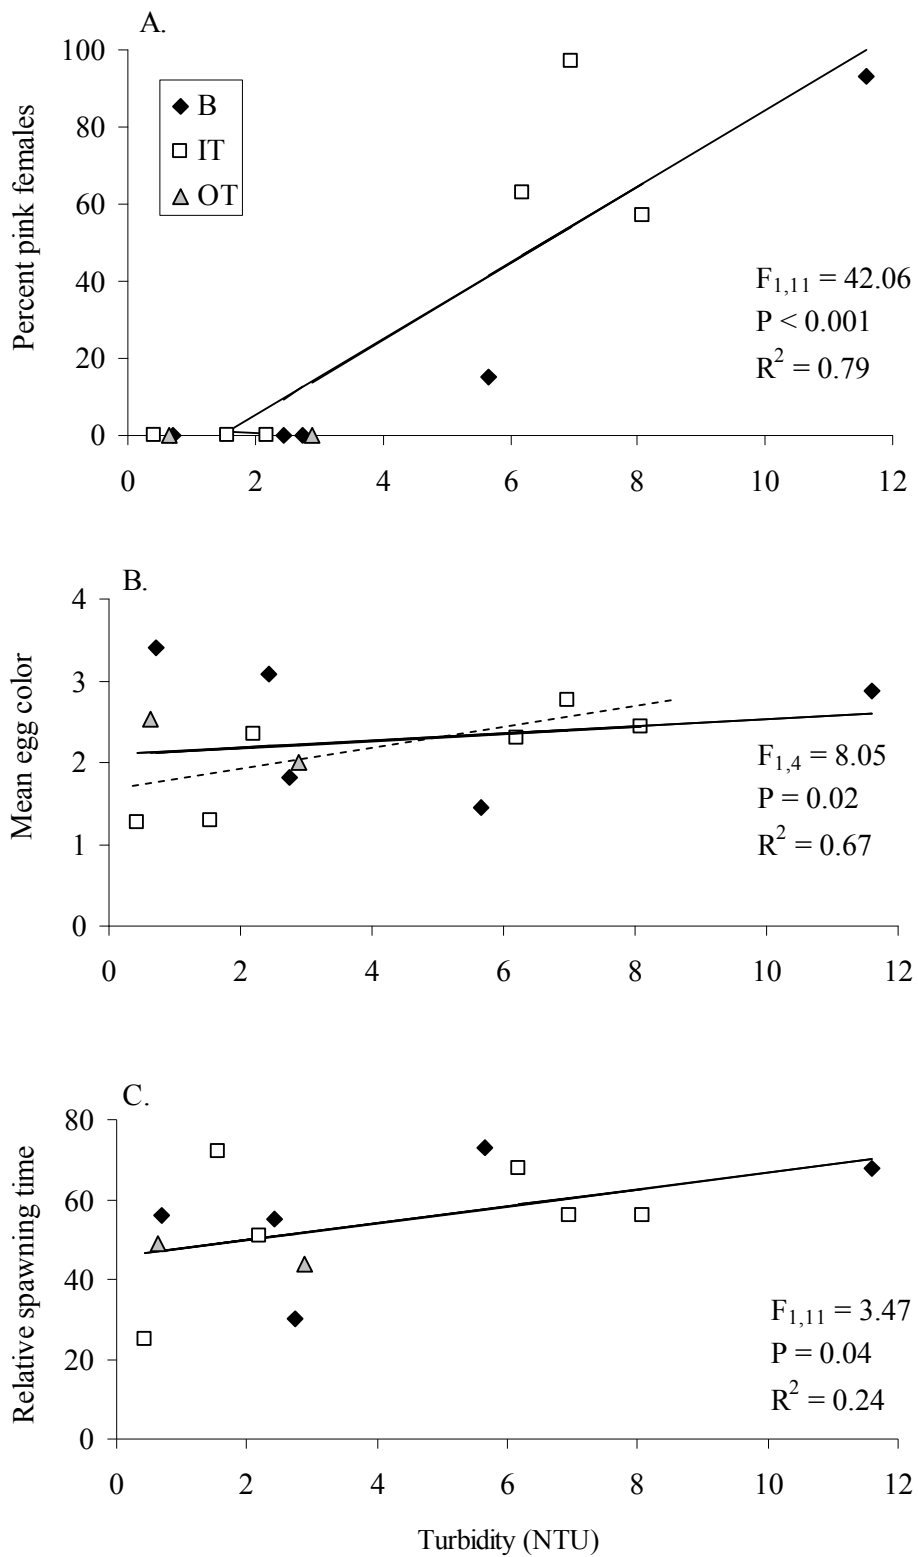 A.
100
80
60
40
20
0
Percent pink females
B
IT
OT
F1,11 = 42.06
P < 0.001
R2 = 0.79
0 2 4 6 8 10 12
B.
4
3
2
1
0
Mean egg color
F1,4 = 8.05
P = 0.02
R2 = 0.67
0 2 4 6 8 10 12
C.
80
60
40
20
0
Relative spawning time
F1,11 = 3.47
P = 0.04
R2 = 0.24
0 2 4 6 8 10 12
Turbidity (NTU)